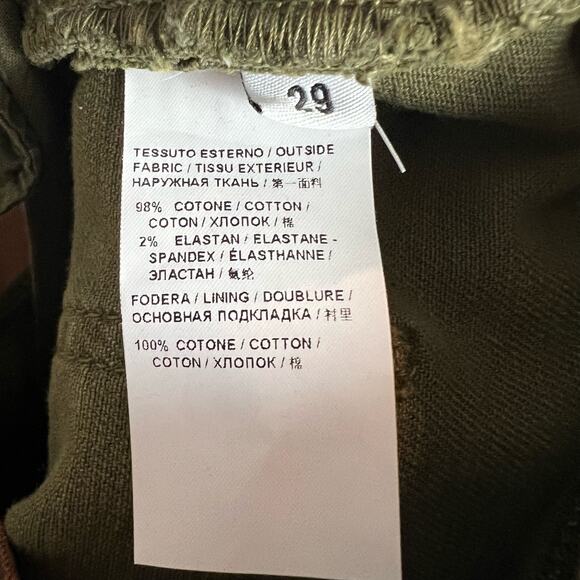 29
TESSUTO ESTERNO / OUTSIDE
FABRIC / TISSU EXTERIEUR /
НАРУЖНАЯ ТКАНЬ / 第一面料
98% COTONE / COTTON /
COTON / ХЛОПОК / 棉
2% ELASTAN / ELASTANE -
SPANDEX / ÉLASTHANNE /
ЭЛАСТАН / 氨纶
FODERA / LINING / DOUBLURE /
ОСНОВНАЯ ПОДКЛАДКА / 衬里
100% COTONE / COTTON /
COTON / ХЛОПОК / 棉